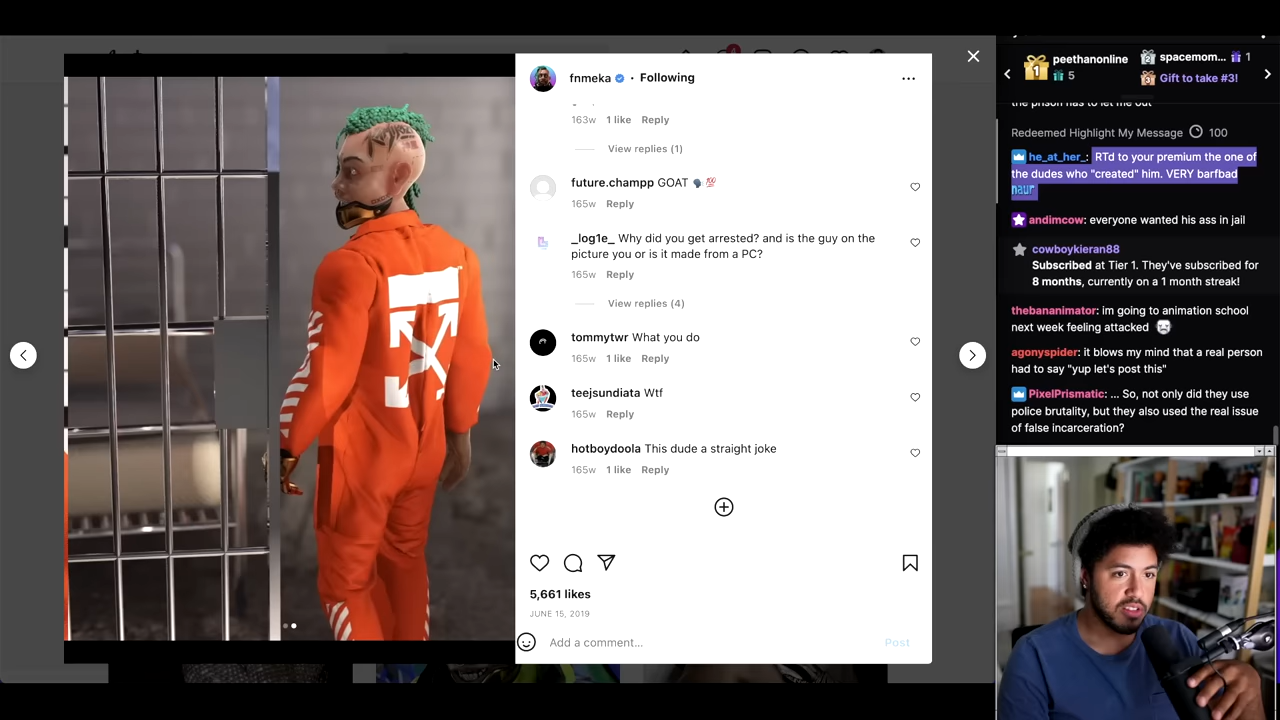 fnmeka • Following
163w 1 like Reply
View replies (1)
future.champp GOAT 🗣💯
165w Reply
_log1e_ Why did you get arrested? and is the guy on the
picture you or is it made from a PC?
165w Reply
View replies (4)
tommytwr What you do
165w 1 like Reply
teejsundiata Wtf
165w Reply
hotboydoola This dude a straight joke
165w 1 like Reply
5,661 likes
JUNE 15, 2019
Add a comment...
Post
1 peethanonline
5
2 spacemom... 1
3 Gift to take #3!
the prison has to let me out
Redeemed Highlight My Message 100
he_at_her_: RTd to your premium the one of
the dudes who "created" him. VERY barfbad
naur
andimcow: everyone wanted his ass in jail
cowboykieran88
Subscribed at Tier 1. They've subscribed for
8 months, currently on a 1 month streak!
thebananimator: im going to animation school
next week feeling attacked
agonyspider: it blows my mind that a real person
had to say "yup let's post this"
PixelPrismatic: ... So, not only did they use
police brutality, but they also used the real issue
of false incarceration?